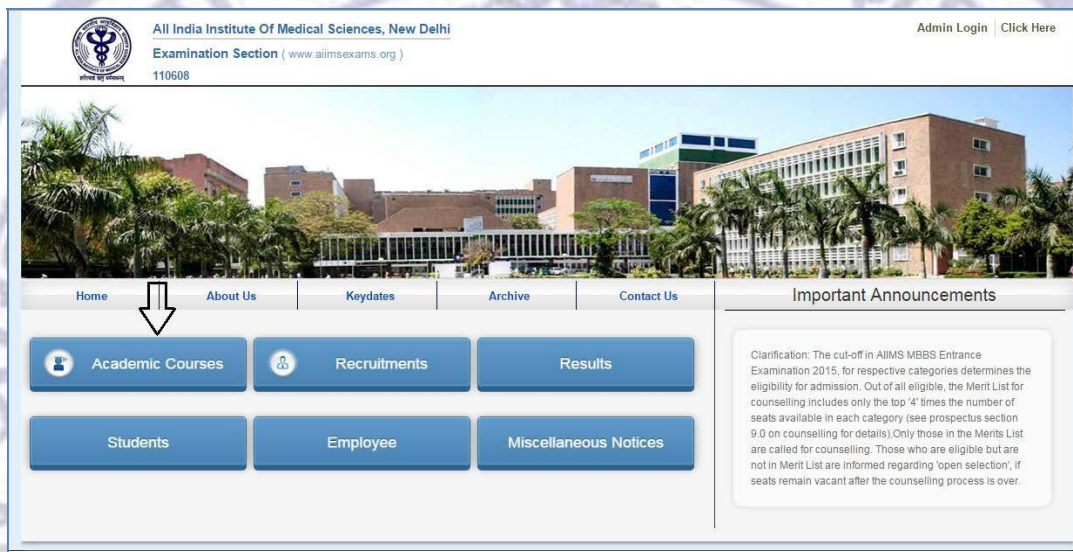 All India Institute Of Medical Sciences, New Delhi
Admin Login | Click Here
Examination Section ( www.aiimsexams.org )
110608
Home
About Us
Keydates
Archive
Contact Us
Important Announcements
Academic Courses
Recruitments
Results
Students
Employee
Miscellaneous Notices
Clarification: The cut-off in AIIMS MBBS Entrance
Examination 2015, for respective categories determines the
eligibility for admission. Out of all eligible, the Merit List for
counselling includes only the top '4' times the number of
seats available in each category (see prospectus section
9.0 on counselling for details).Only those in the Merits List
are called for counselling. Those who are eligible but are
not in Merit List are informed regarding 'open selection', if
seats remain vacant after the counselling process is over.